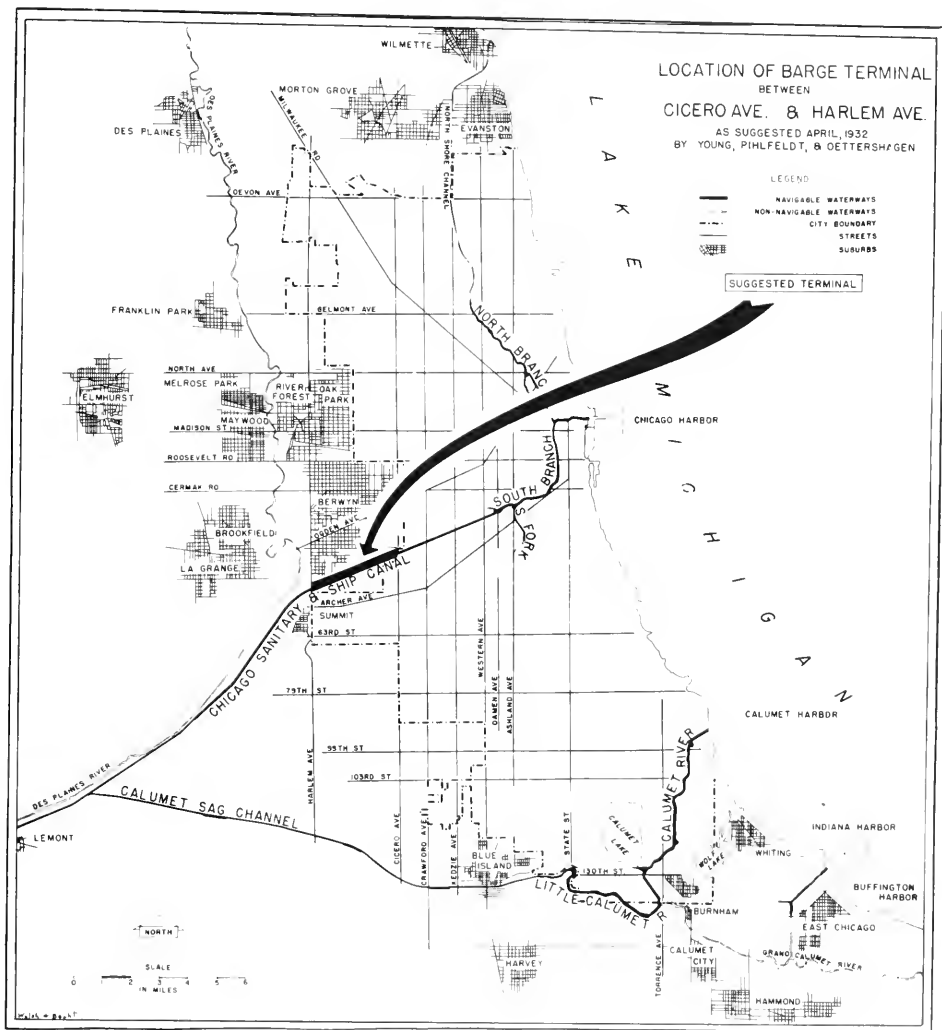 LOCATION OF BARGE TERMINAL
BETWEEN
CICERO AVE. & HARLEM AVE.
AS SUGGESTED APRIL, 1932
BY YOUNG, PIHLFELDT, & OETTERSHAGEN
LEGEND
NAVIGABLE WATERWAYS
NON-NAVIGABLE WATERWAYS
CITY BOUNDARY
STREETS
SUBURBS
SUGGESTED TERMINAL
WILMETTE
MORTON GROVE
DES PLAINES
DES PLAINES RIVER
MILWAUKEE RD
NORTH SHORE CHANNEL
EVANSTON
DEVON AVE
LAKE MICHIGAN
FRANKLIN PARK
BELMONT AVE
NORTH BRANC
NORTH AVE
MELROSE PARK
RIVER
FOREST
OAK
PARK
ELMHURST
MAYWOOD
MADISON ST
CHICAGO HARBOR
ROOSEVELT RD
SOUTH BRANCH
CERMAK RD
BERWYN
S FORK
OGDEN AVE
BROOKFIELD
LA GRANGE
CHICAGO SANITARY & SHIP CANAL
ARCHER AVE
SUMMIT
63RD ST
WESTERN AVE
DAMEN AVE
ASHLAND AVE
79TH ST
CALUMET HARBOR
HARLEM AVE
95TH ST
103RD ST
CALUMET RIVER
DES PLAINES RIVER
CALUMET SAG CHANNEL
LEMONT
CICERO AVE
CRAWFORD AVE
KEDZIE AVE
BLUE
ISLAND
STATE ST
CALUMET
LAKE
WOLF
LAKE
WHITING
INDIANA HARBOR
130TH ST
LITTLE CALUMET R
BURNHAM
BUFFINGTON
HARBOR
EAST CHICAGO
GRAND CALUMET RIVER
TORRENCE AVE
CALUMET
CITY
HARVEY
HAMMOND
NORTH
SCALE
0 1 2 3 4 5 6
IN MILES